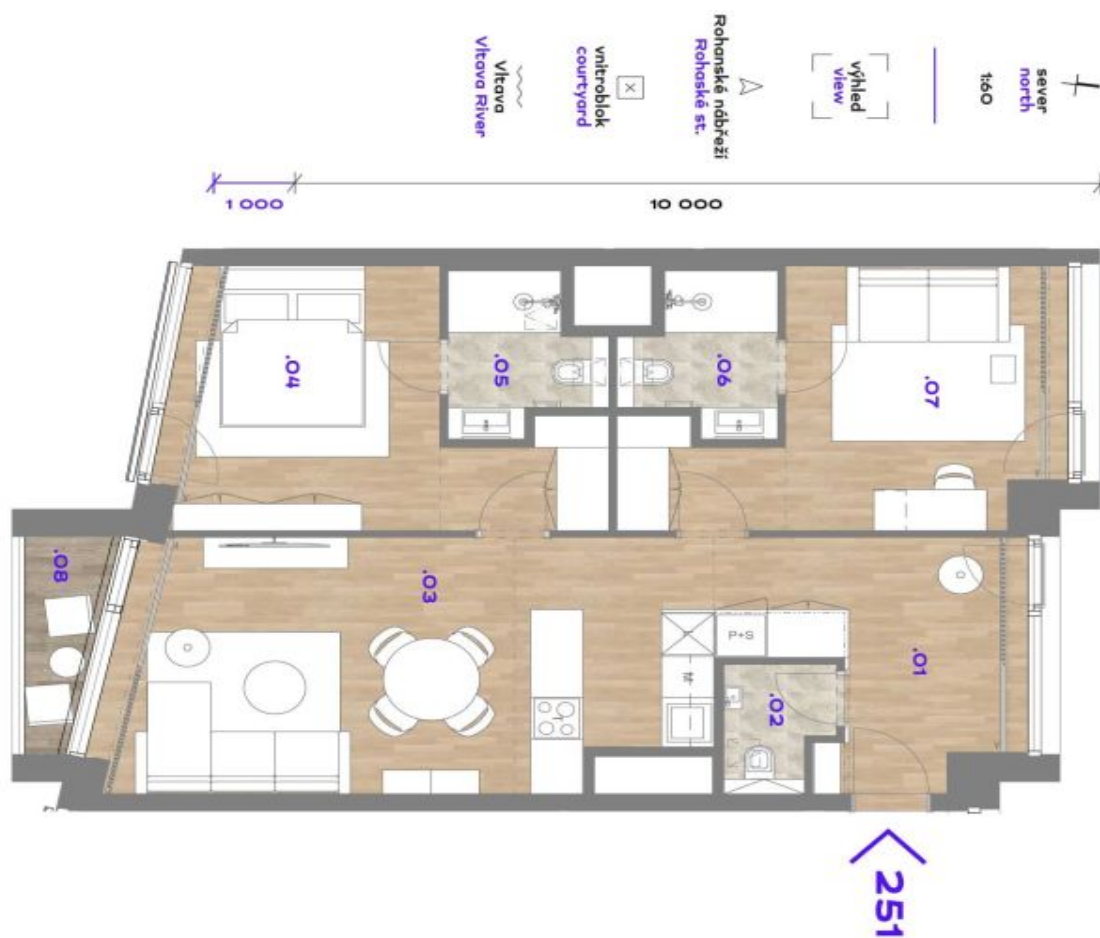 sever
north
1:60
výhled
view
Rohanské nábřeží
Rohaské st.
vnitroblok
courtyard
x
Vltava
Vltava River
1 000
10 000
.04
.05
.06
.07
.08
.03
P+S
.01
.02
251